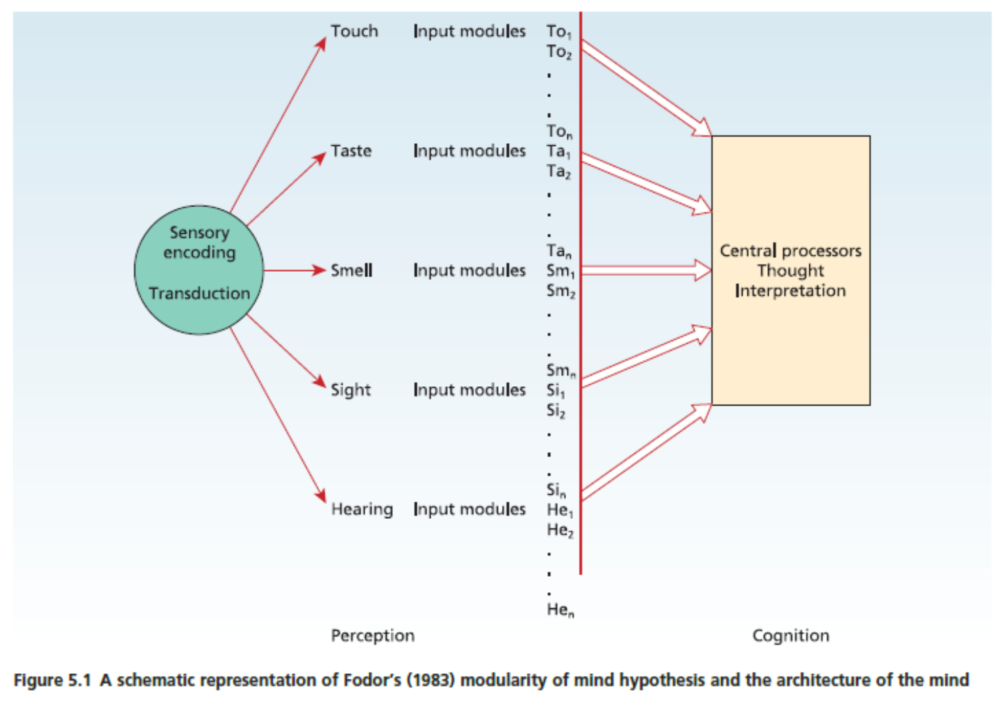 Touch Input modules To₁
To₂
.
.
.
Toₙ
Taste Input modules Ta₁
Ta₂
.
.
.
Taₙ
Sensory
encoding
Transduction
Smell Input modules Sm₁
Sm₂
.
.
.
Smₙ
Sight Input modules Si₁
Si₂
.
.
.
Siₙ
Hearing Input modules He₁
He₂
.
.
.
Heₙ
Central processors
Thought
Interpretation
Perception
Cognition
Figure 5.1 A schematic representation of Fodor's (1983) modularity of mind hypothesis and the architecture of the mind